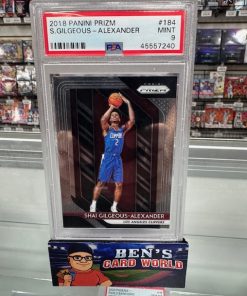 2018 PANINI PRIZM #184
S.GILGEOUS-ALEXANDER MINT
9
PSA 45557240
PRIZM
CLIPPERS
2
SHAI GILGEOUS-ALEXANDER
LOS ANGELES CLIPPERS
BEN'S
CARD WORLD